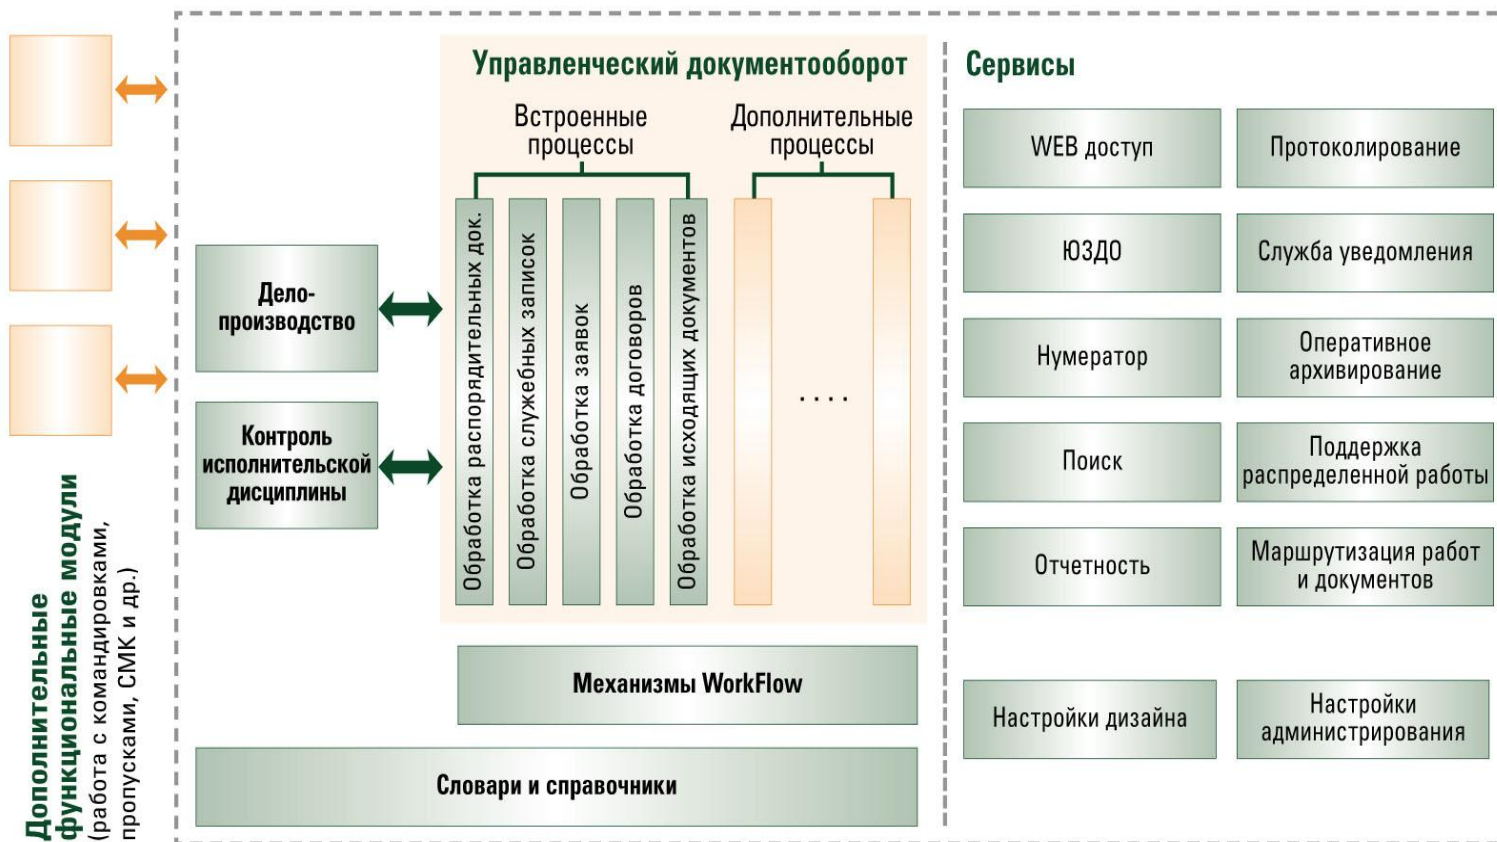 Дополнительные
функциональные модули
(работа с командировками,
пропусками, СМК и др.)
Дело-
производство
Контроль
исполнительской
дисциплины
Управленческий документооборот
Встроенные
процессы
Дополнительные
процессы
Обработка распорядительных док.
Обработка служебных записок
Обработка заявок
Обработка договоров
Обработка исходящих документов
....
Механизмы WorkFlow
Словари и справочники
Сервисы
WEB доступ
Протоколирование
ЮЗДО
Служба уведомления
Нумератор
Оперативное
архивирование
Поиск
Поддержка
распределенной работы
Отчетность
Маршрутизация работ
и документов
Настройки дизайна
Настройки
администрирования